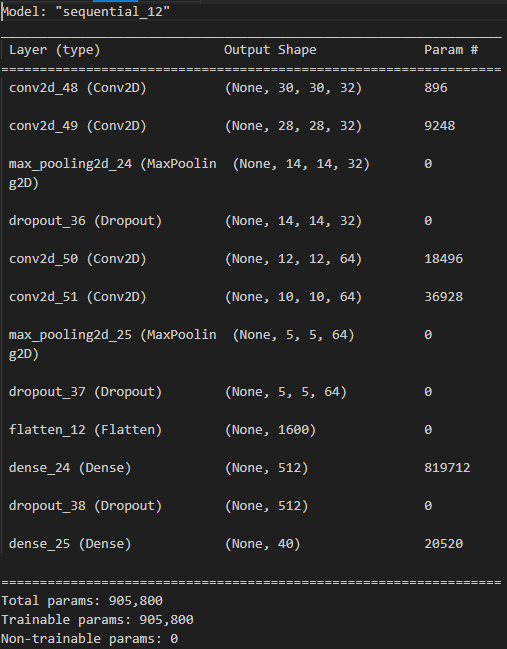 Model: "sequential_12"
Layer (type) Output Shape Param #
conv2d_48 (Conv2D) (None, 30, 30, 32) 896
conv2d_49 (Conv2D) (None, 28, 28, 32) 9248
max_pooling2d_24 (MaxPoolin (None, 14, 14, 32) 0
g2D)
dropout_36 (Dropout) (None, 14, 14, 32) 0
conv2d_50 (Conv2D) (None, 12, 12, 64) 18496
conv2d_51 (Conv2D) (None, 10, 10, 64) 36928
max_pooling2d_25 (MaxPoolin (None, 5, 5, 64) 0
g2D)
dropout_37 (Dropout) (None, 5, 5, 64) 0
flatten_12 (Flatten) (None, 1600) 0
dense_24 (Dense) (None, 512) 819712
dropout_38 (Dropout) (None, 512) 0
dense_25 (Dense) (None, 40) 20520
Total params: 905,800
Trainable params: 905,800
Non-trainable params: 0